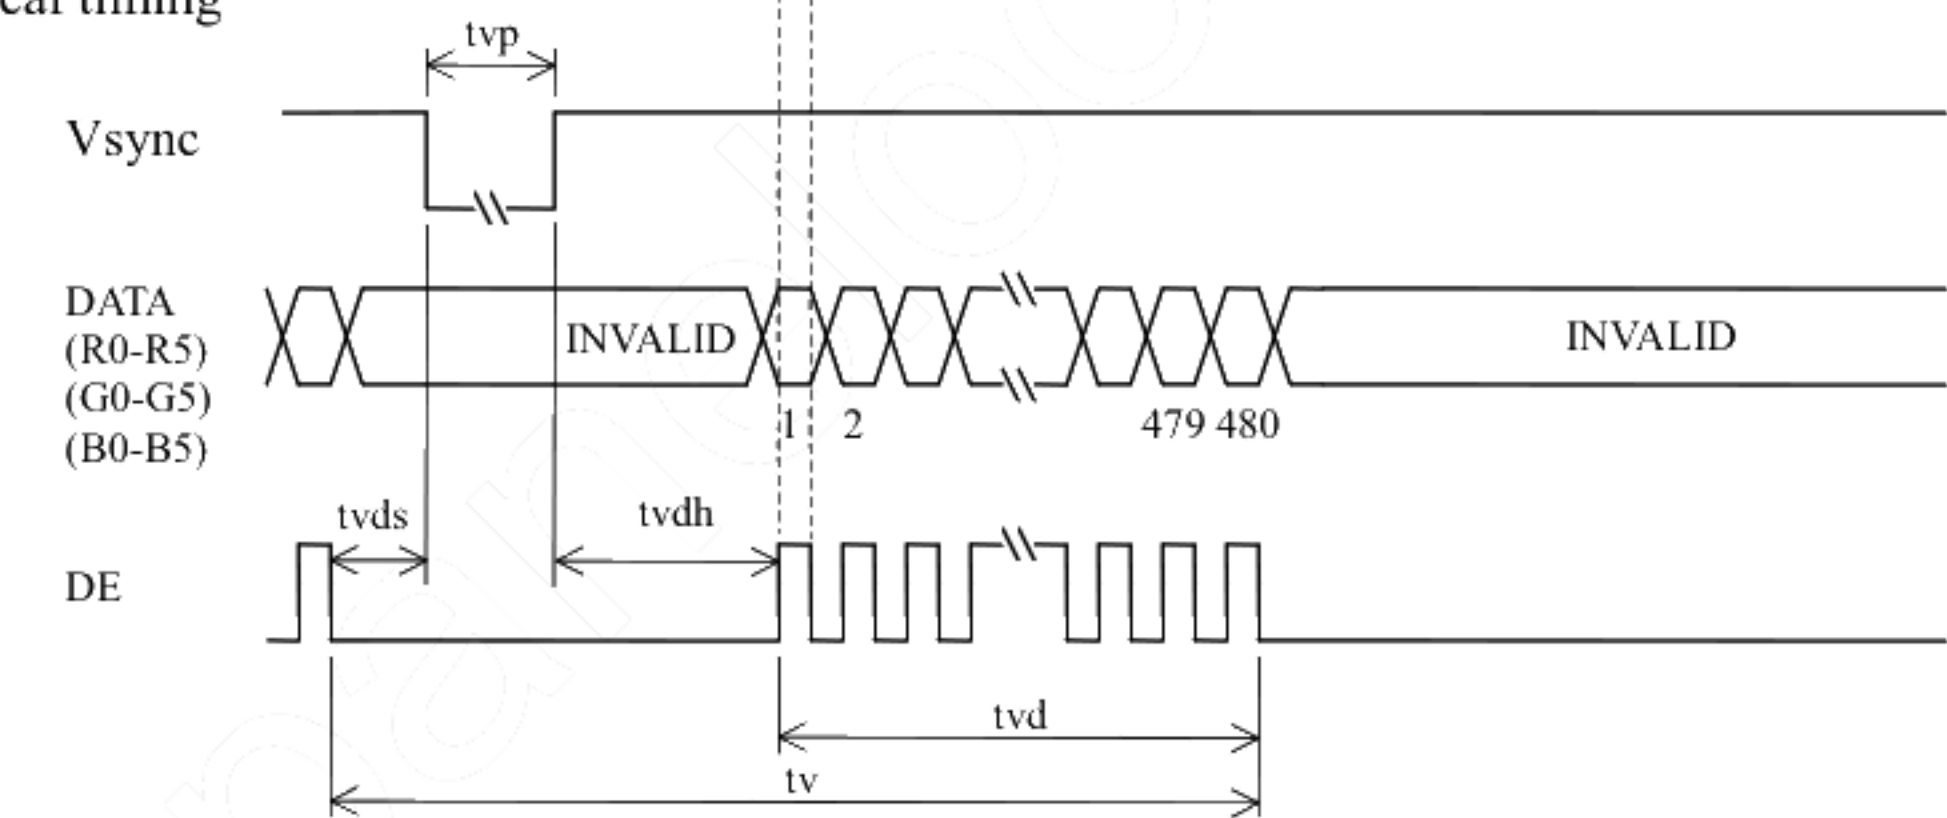 cal timing
tvp
Vsync
DATA
(R0-R5)
(G0-G5)
(B0-B5)
INVALID
INVALID
1 2 479 480
tvds
tvdh
DE
tvd
tv